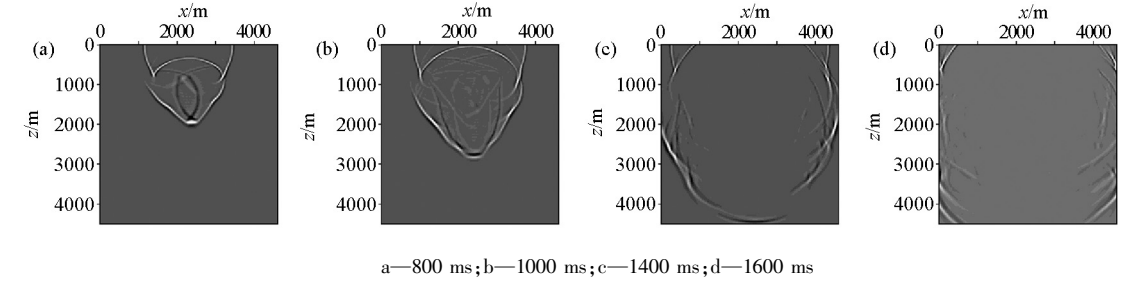 x/m x/m x/m x/m
0 2000 4000 0 2000 4000 0 2000 4000 0 2000 4000
(a) 0 (b) 0 (c) 0 (d) 0
1000 1000 1000 1000
z/m 2000 z/m 2000 z/m 2000 z/m 2000
3000 3000 3000 3000
4000 4000 4000 4000
a—800 ms;b—1000 ms;c—1400 ms;d—1600 ms